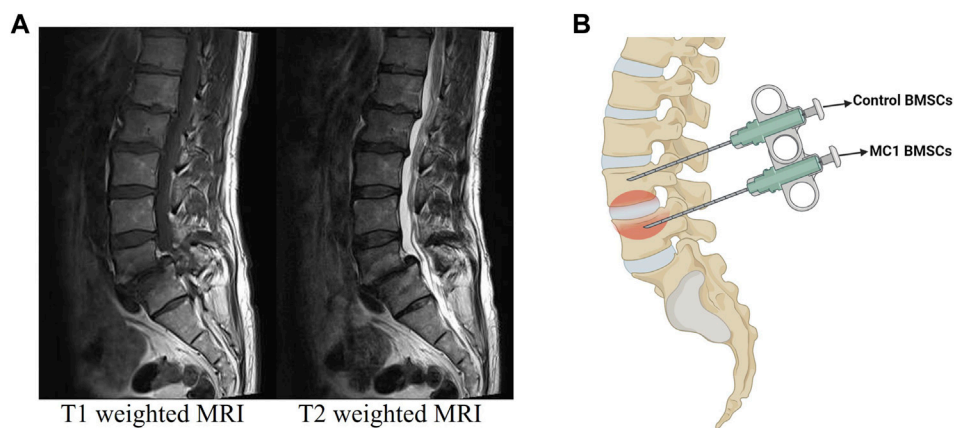 A
B
Control BMSCs
MC1 BMSCs
T1 weighted MRI
T2 weighted MRI